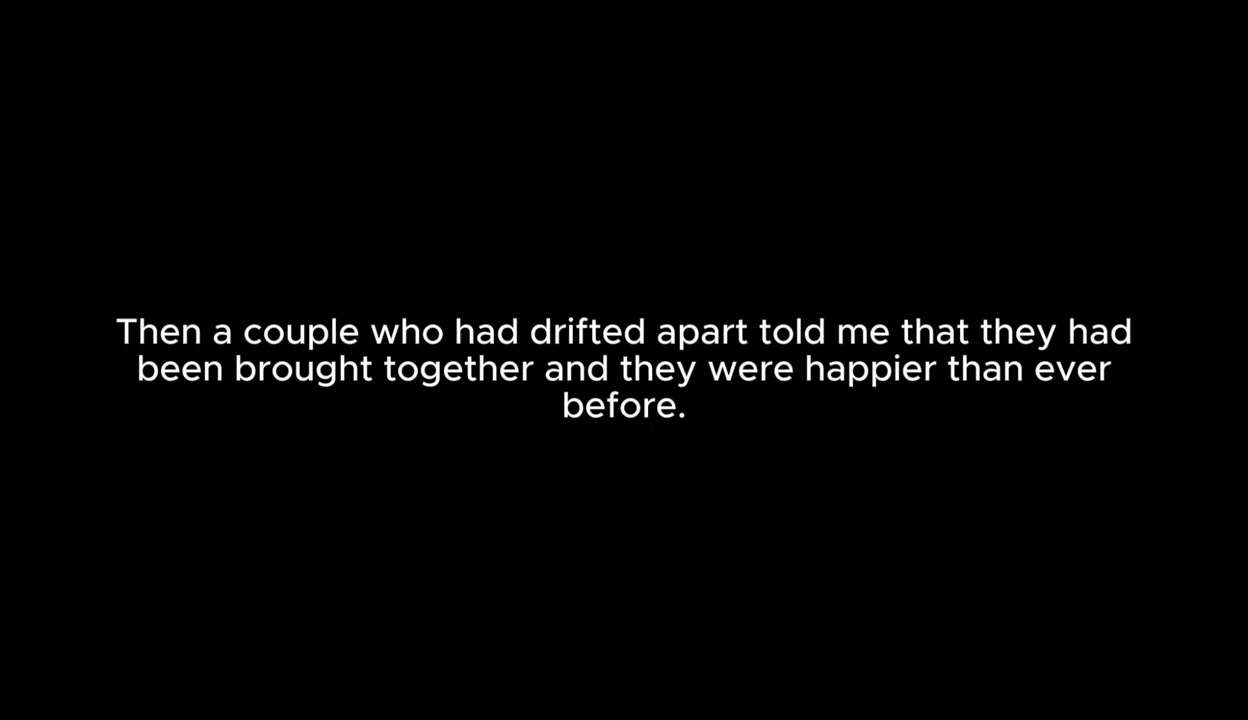 Then a couple who had drifted apart told me that they had
been brought together and they were happier than ever
before.